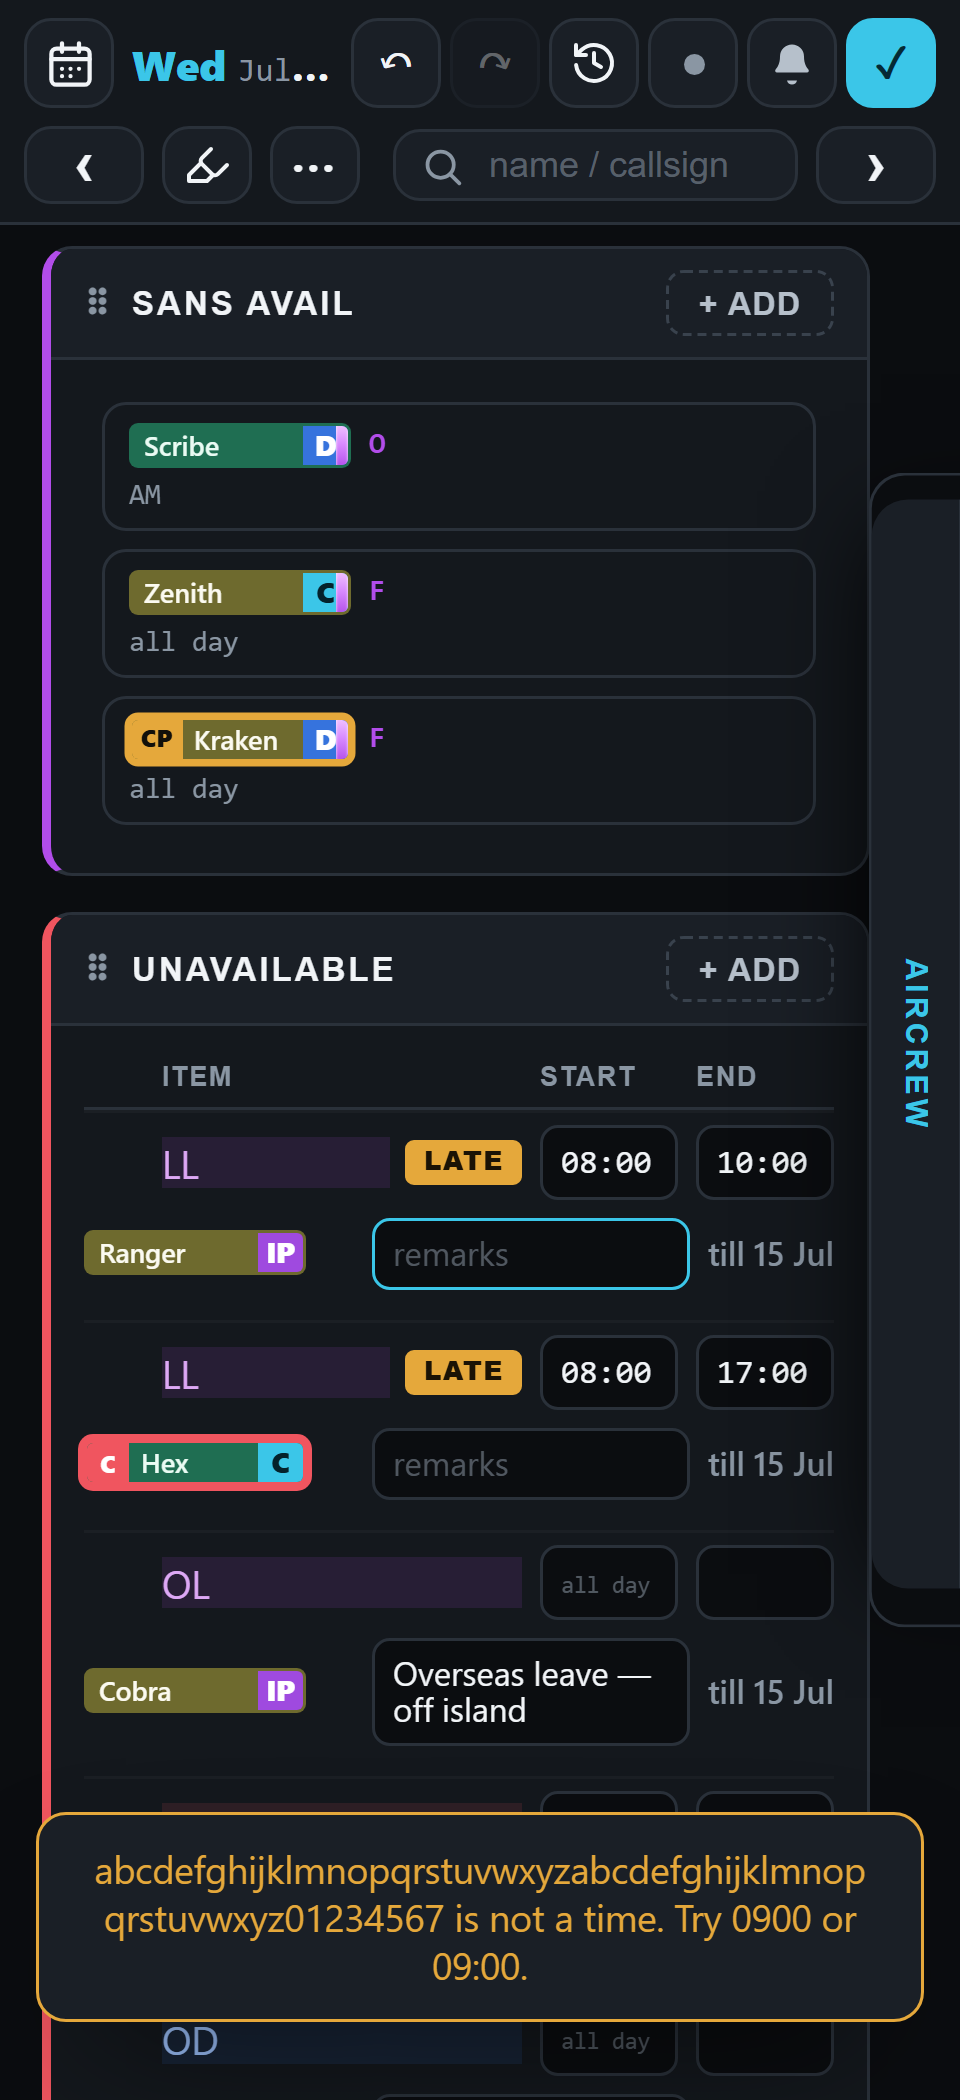 Wed Jul...
✓
‹
...
name / callsign
›
SANS AVAIL
+ ADD
Scribe D O
AM
Zenith C F
all day
CP Kraken D F
all day
UNAVAILABLE
+ ADD
AIRCREW
ITEM START END
LL LATE 08:00 10:00
Ranger IP remarks till 15 Jul
LL LATE 08:00 17:00
C Hex C remarks till 15 Jul
OL all day
Cobra IP Overseas leave —
off island till 15 Jul
abcdefghijklmnopqrstuvwxyzabcdefghijklmnop
qrstuvwxyz01234567 is not a time. Try 0900 or
09:00.
OD all day